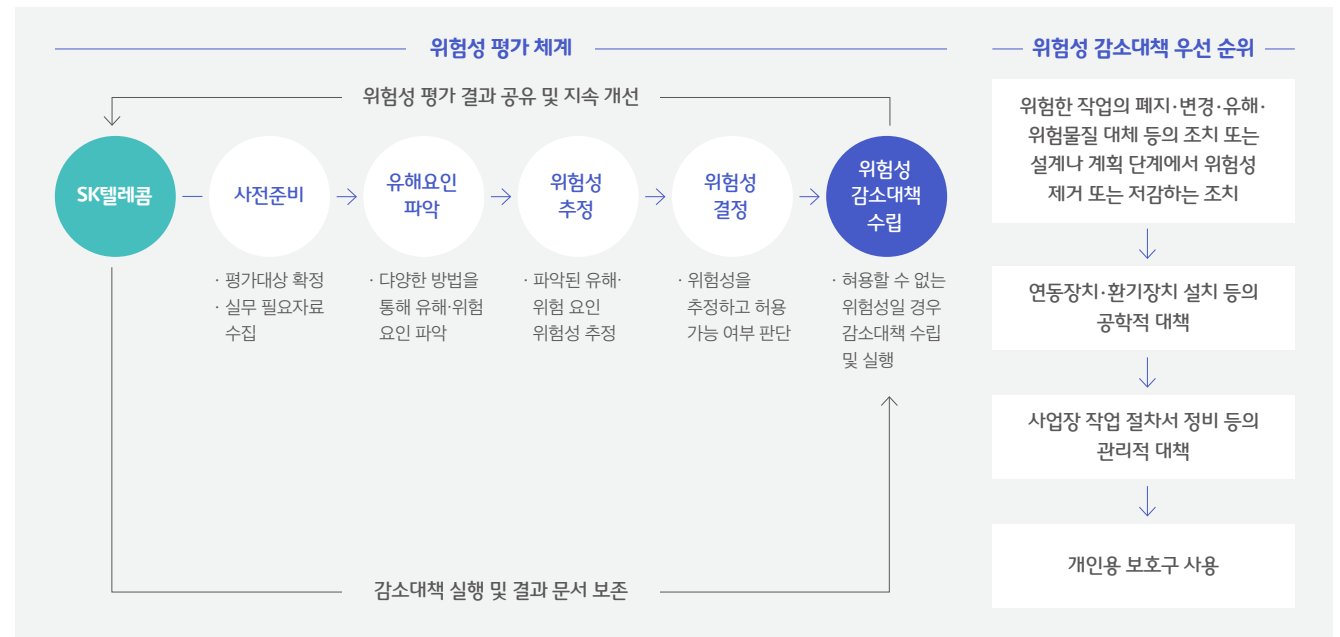 위험성 평가 체계
위험성 평가 결과 공유 및 지속 개선
SK텔레콤
사전준비
· 평가대상 확정
· 실무 필요자료
수집
유해요인
파악
· 다양한 방법을
통해 유해·위험
요인 파악
위험성
추정
· 파악된 유해·
위험 요인
위험성 추정
위험성
결정
· 위험성을
추정하고 허용
가능 여부 판단
위험성
감소대책
수립
· 허용할 수 없는
위험성일 경우
감소대책 수립
및 실행
감소대책 실행 및 결과 문서 보존
위험성 감소대책 우선 순위
위험한 작업의 폐지·변경·유해·
위험물질 대체 등의 조치 또는
설계나 계획 단계에서 위험성
제거 또는 저감하는 조치
연동장치·환기장치 설치 등의
공학적 대책
사업장 작업 절차서 정비 등의
관리적 대책
개인용 보호구 사용